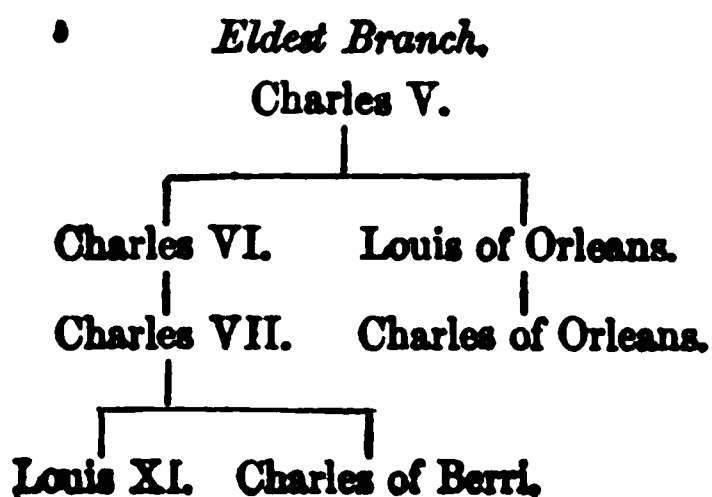 Eldest Branch.
Charles V.
Charles VI. Louis of Orleans.
Charles VII. Charles of Orleans.
Louis XI. Charles of Berri.